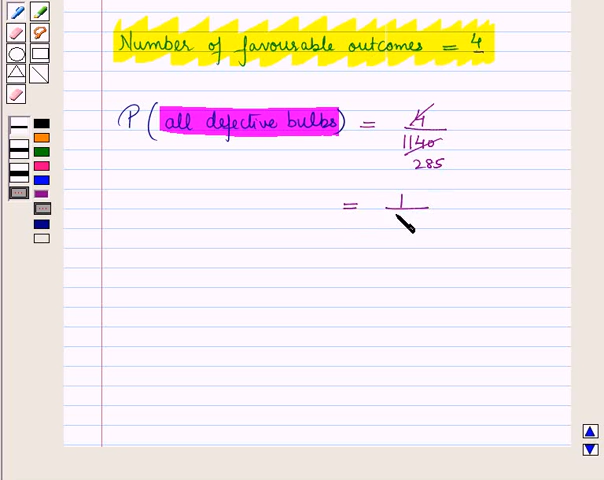 Number of favourable outcomes = 4
P ( all defective bulbs ) = 4
1140
285
= 1